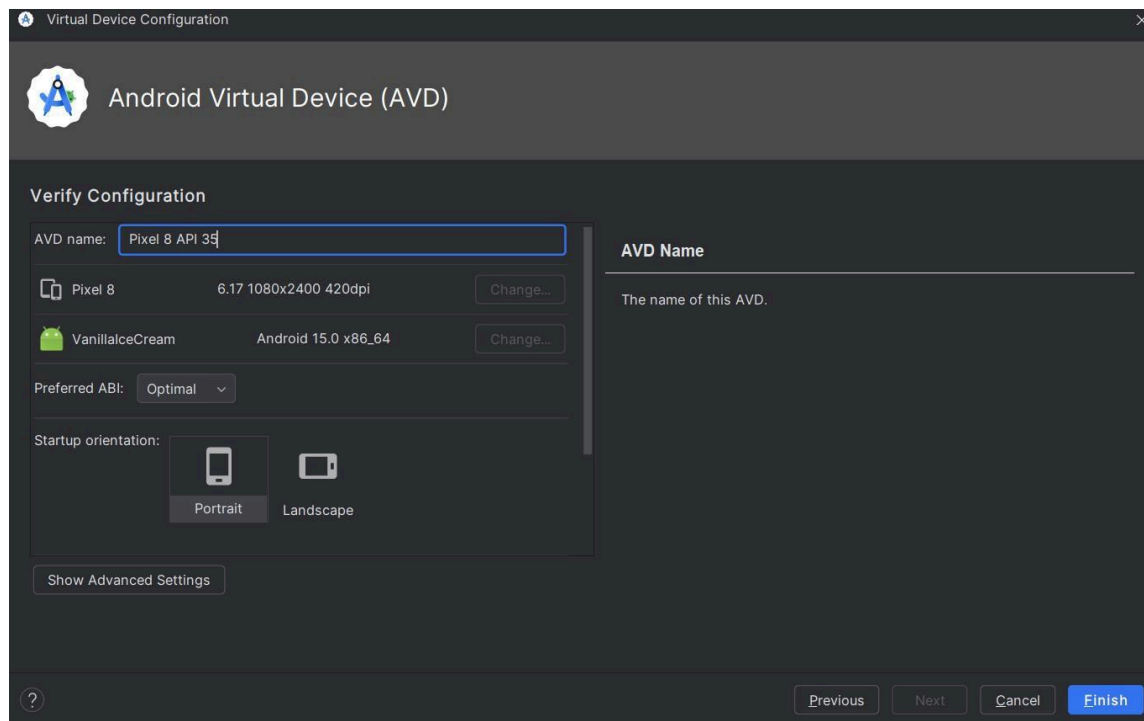 Virtual Device Configuration
Android Virtual Device (AVD)
Verify Configuration
AVD name: Pixel 8 API 35
Pixel 8 6.17 1080x2400 420dpi Change...
VanillaIceCream Android 15.0 x86_64 Change...
Preferred ABI: Optimal
Startup orientation:
Portrait Landscape
Show Advanced Settings
AVD Name
The name of this AVD.
? Previous Next Cancel Finish